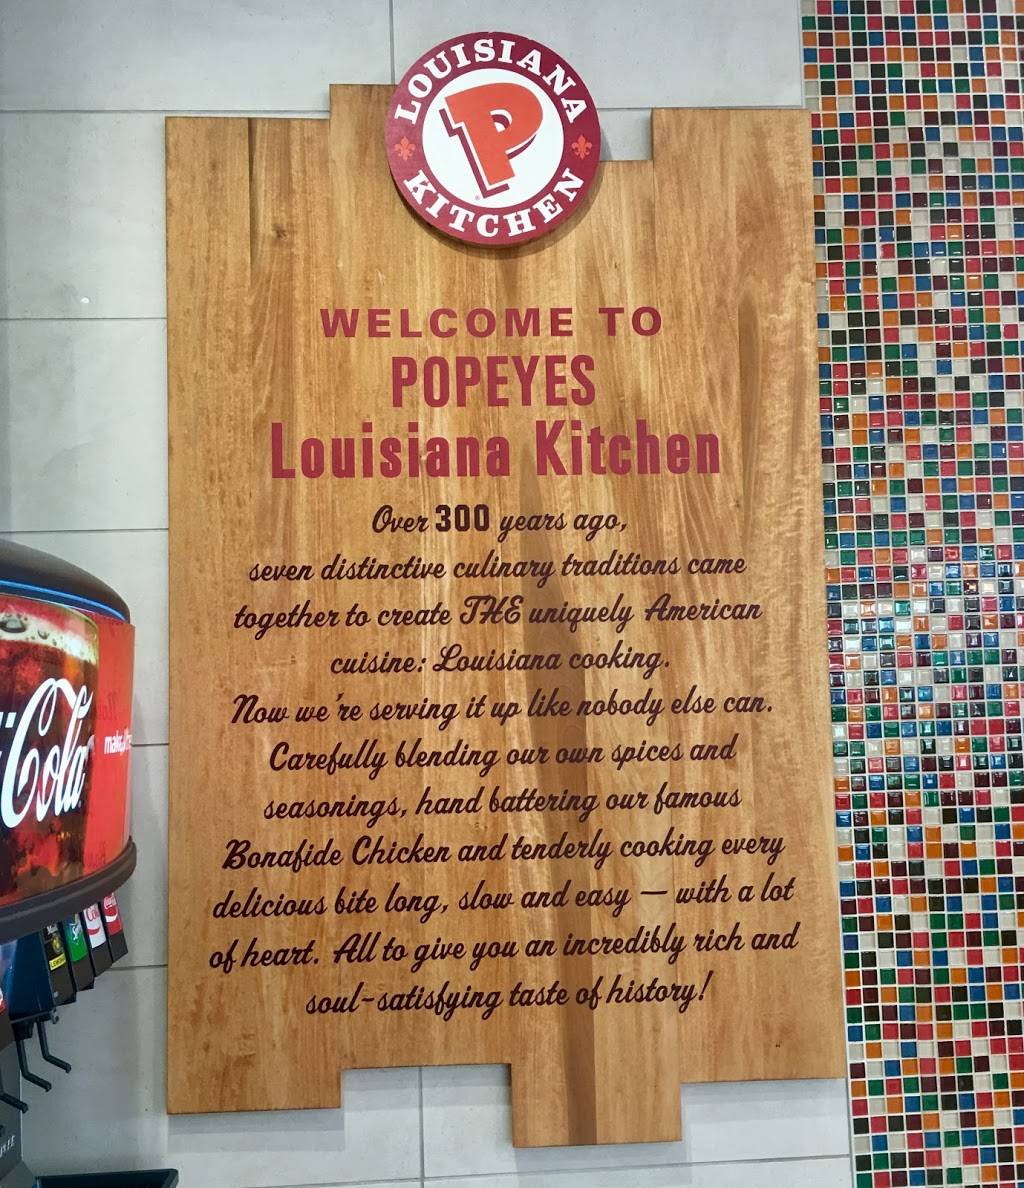 LOUISIANA
P
KITCHEN
WELCOME TO
POPEYES
Louisiana Kitchen
Over 300 years ago,
seven distinctive culinary traditions came
together to create THE uniquely American
cuisine: Louisiana cooking.
Now we're serving it up like nobody else can.
Carefully blending our own spices and
seasonings, hand battering our famous
Bonafide Chicken and tenderly cooking every
delicious bite long, slow and easy — with a lot
of heart. All to give you an incredibly rich and
soul-satisfying taste of history!
Cola